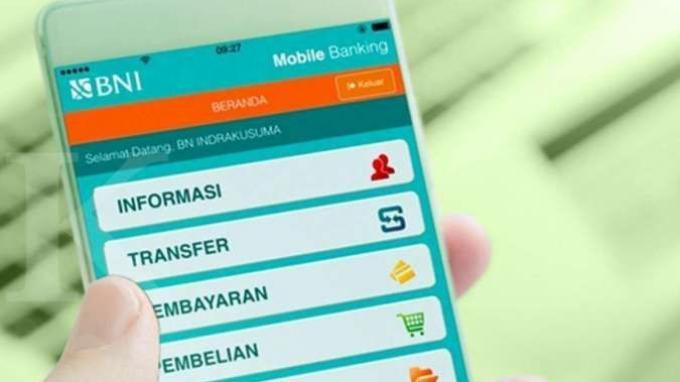 09:27
BNI
Mobile Banking
BERANDA
Keluar
Selamat Datang, BN INDRAKUSUMA
INFORMASI
TRANSFER
EMBAYARAN
PEMBELIAN
K